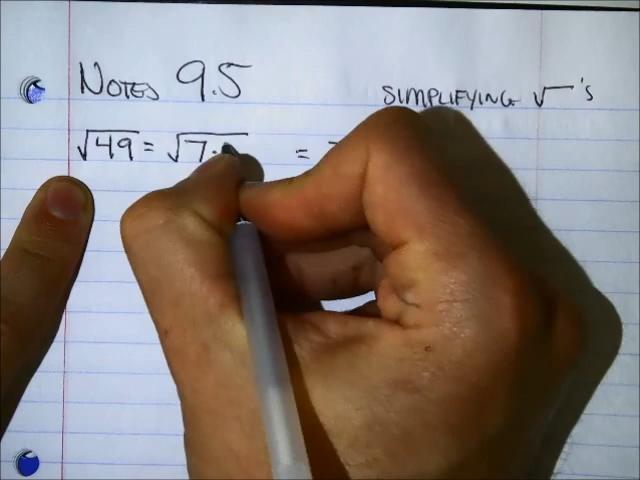 NOTES 9.5
SIMPLIFYING √'s
√49 = √7· =